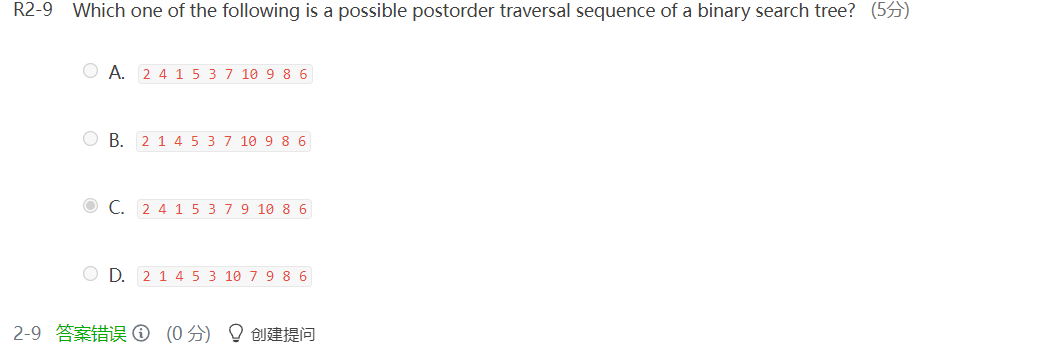 R2-9 Which one of the following is a possible postorder traversal sequence of a binary search tree? (5分)
A. 2 4 1 5 3 7 10 9 8 6
B. 2 1 4 5 3 7 10 9 8 6
C. 2 4 1 5 3 7 9 10 8 6
D. 2 1 4 5 3 10 7 9 8 6
2-9 答案错误 (0 分) 创建提问